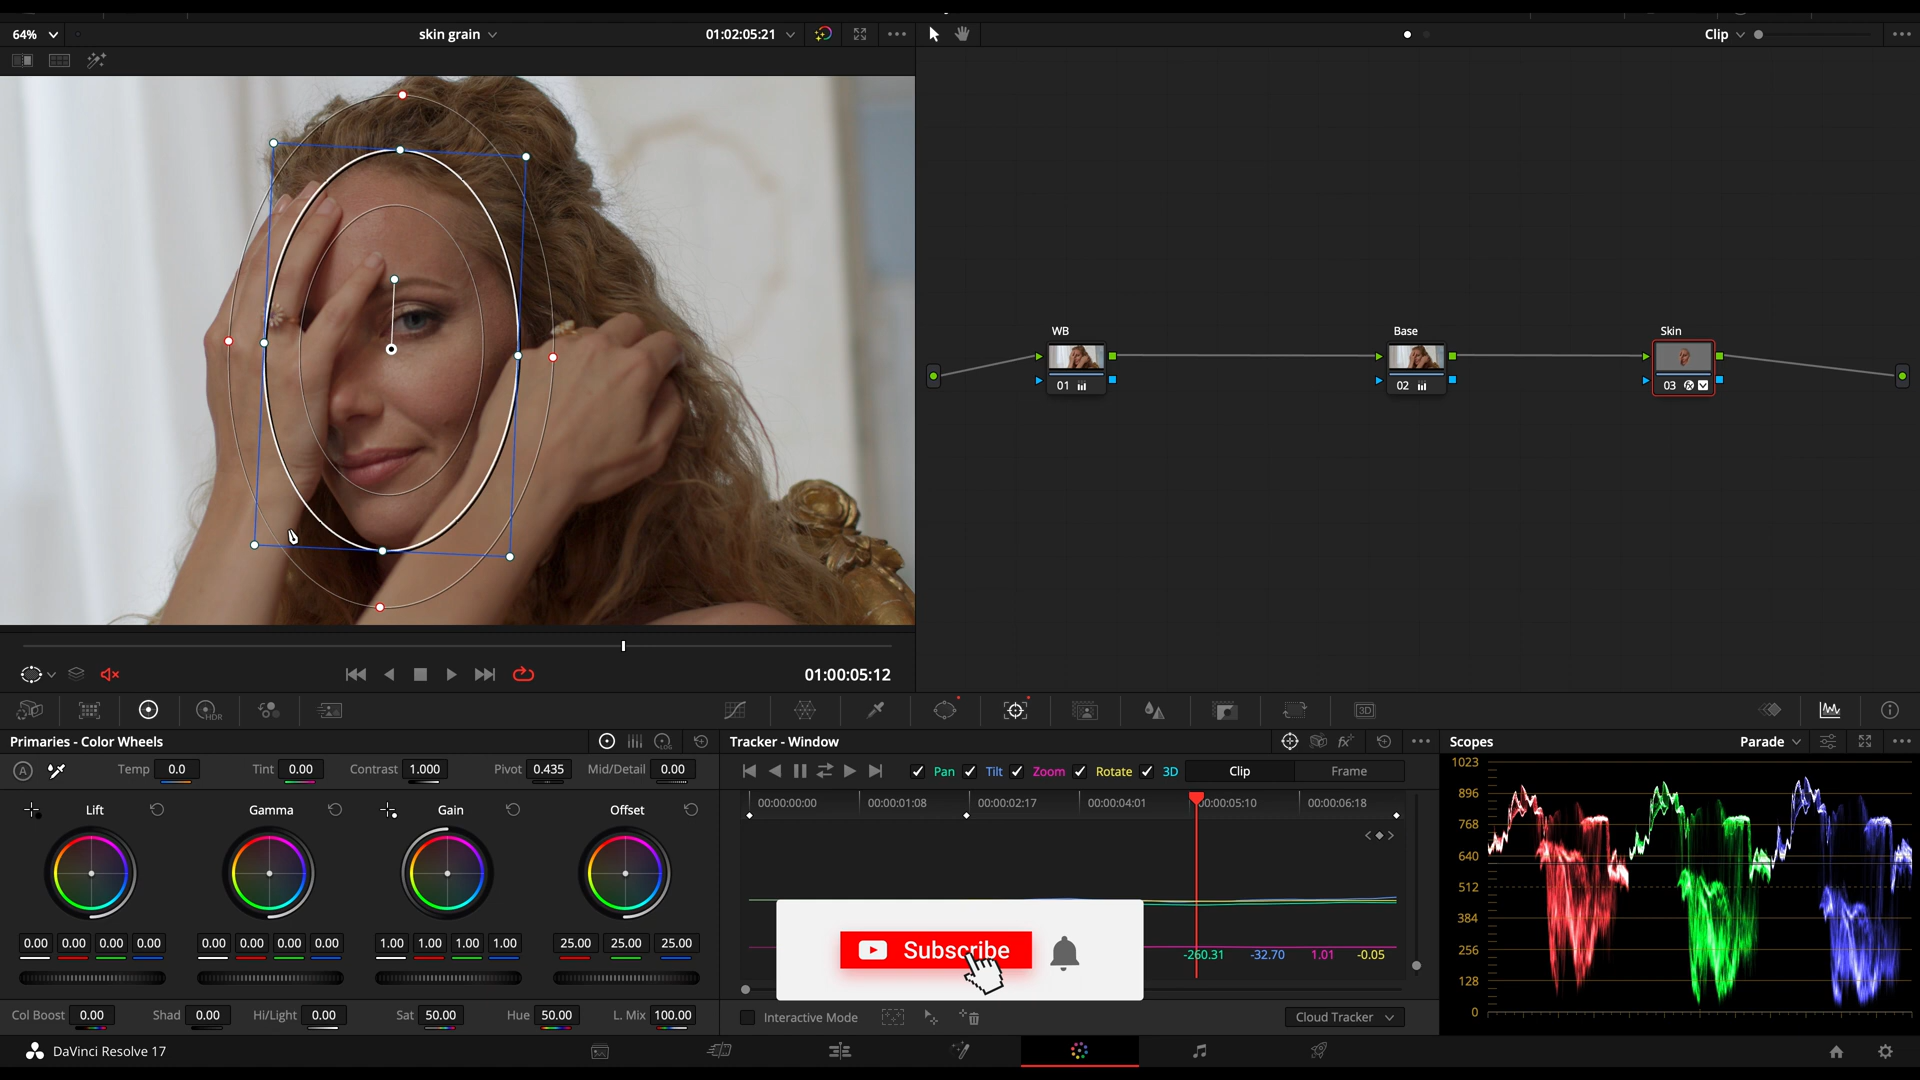 64%
skin grain
01:02:05:21
Clip
WB
Base
Skin
01
02
03
01:00:05:12
HDR
3D
Primaries - Color Wheels
LOG
Tracker - Window
Scopes
Parade
A
Temp 0.0
Tint 0.00
Contrast 1.000
Pivot 0.435
Mid/Detail 0.00
Pan
Tilt
Zoom
Rotate
3D
Clip
Frame
Lift
Gamma
Gain
Offset
00:00:00:00
00:00:01:08
00:00:02:17
00:00:04:01
00:00:05:10
00:00:06:18
1023
896
768
640
512
384
256
128
0
0.00 0.00 0.00 0.00
0.00 0.00 0.00 0.00
1.00 1.00 1.00 1.00
25.00 25.00 25.00
Subscribe
-260.31
-32.70
1.01
-0.05
Col Boost 0.00
Shad 0.00
Hi/Light 0.00
Sat 50.00
Hue 50.00
L. Mix 100.00
Interactive Mode
Cloud Tracker
DaVinci Resolve 17